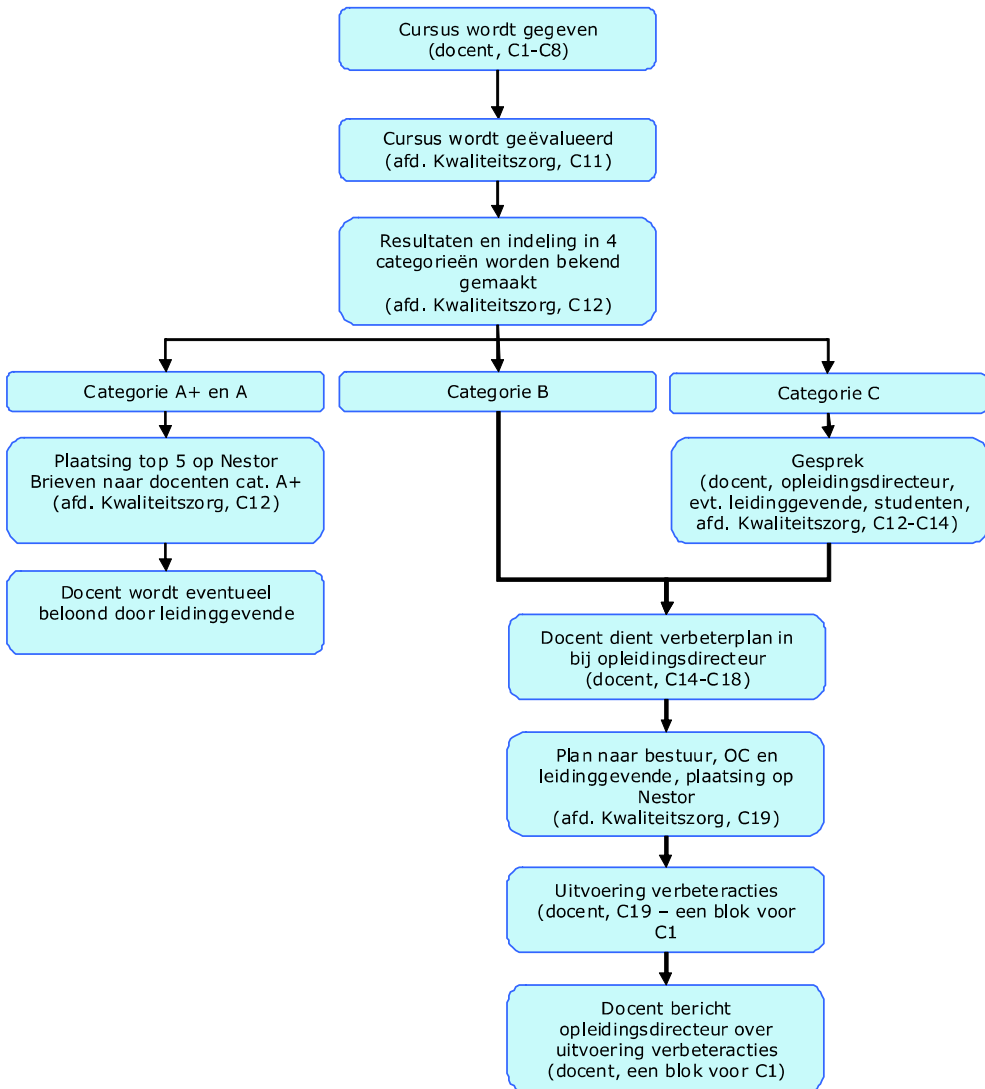 Cursus wordt gegeven
(docent, C1-C8)
Cursus wordt geëvalueerd
(afd. Kwaliteitszorg, C11)
Resultaten en indeling in 4
categorieën worden bekend
gemaakt
(afd. Kwaliteitszorg, C12)
Categorie A+ en A
Categorie B
Categorie C
Plaatsing top 5 op Nestor
Brieven naar docenten cat. A+
(afd. Kwaliteitszorg, C12)
Gesprek
(docent, opleidingsdirecteur,
evt. leidinggevende, studenten,
afd. Kwaliteitszorg, C12-C14)
Docent wordt eventueel
beloond door leidinggevende
Docent dient verbeterplan in
bij opleidingsdirecteur
(docent, C14-C18)
Plan naar bestuur, OC en
leidinggevende, plaatsing op
Nestor
(afd. Kwaliteitszorg, C19)
Uitvoering verbeteracties
(docent, C19 – een blok voor
C1
Docent bericht
opleidingsdirecteur over
uitvoering verbeteracties
(docent, een blok voor C1)